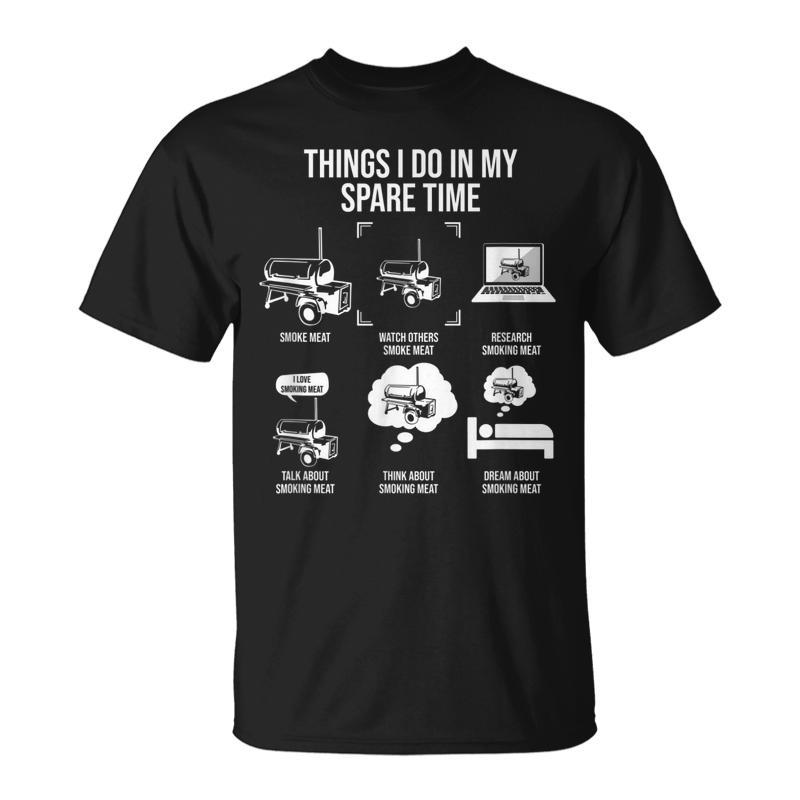 THINGS I DO IN MY
SPARE TIME
SMOKE MEAT
WATCH OTHERS
SMOKE MEAT
RESEARCH
SMOKING MEAT
I LOVE
SMOKING MEAT
TALK ABOUT
SMOKING MEAT
THINK ABOUT
SMOKING MEAT
DREAM ABOUT
SMOKING MEAT